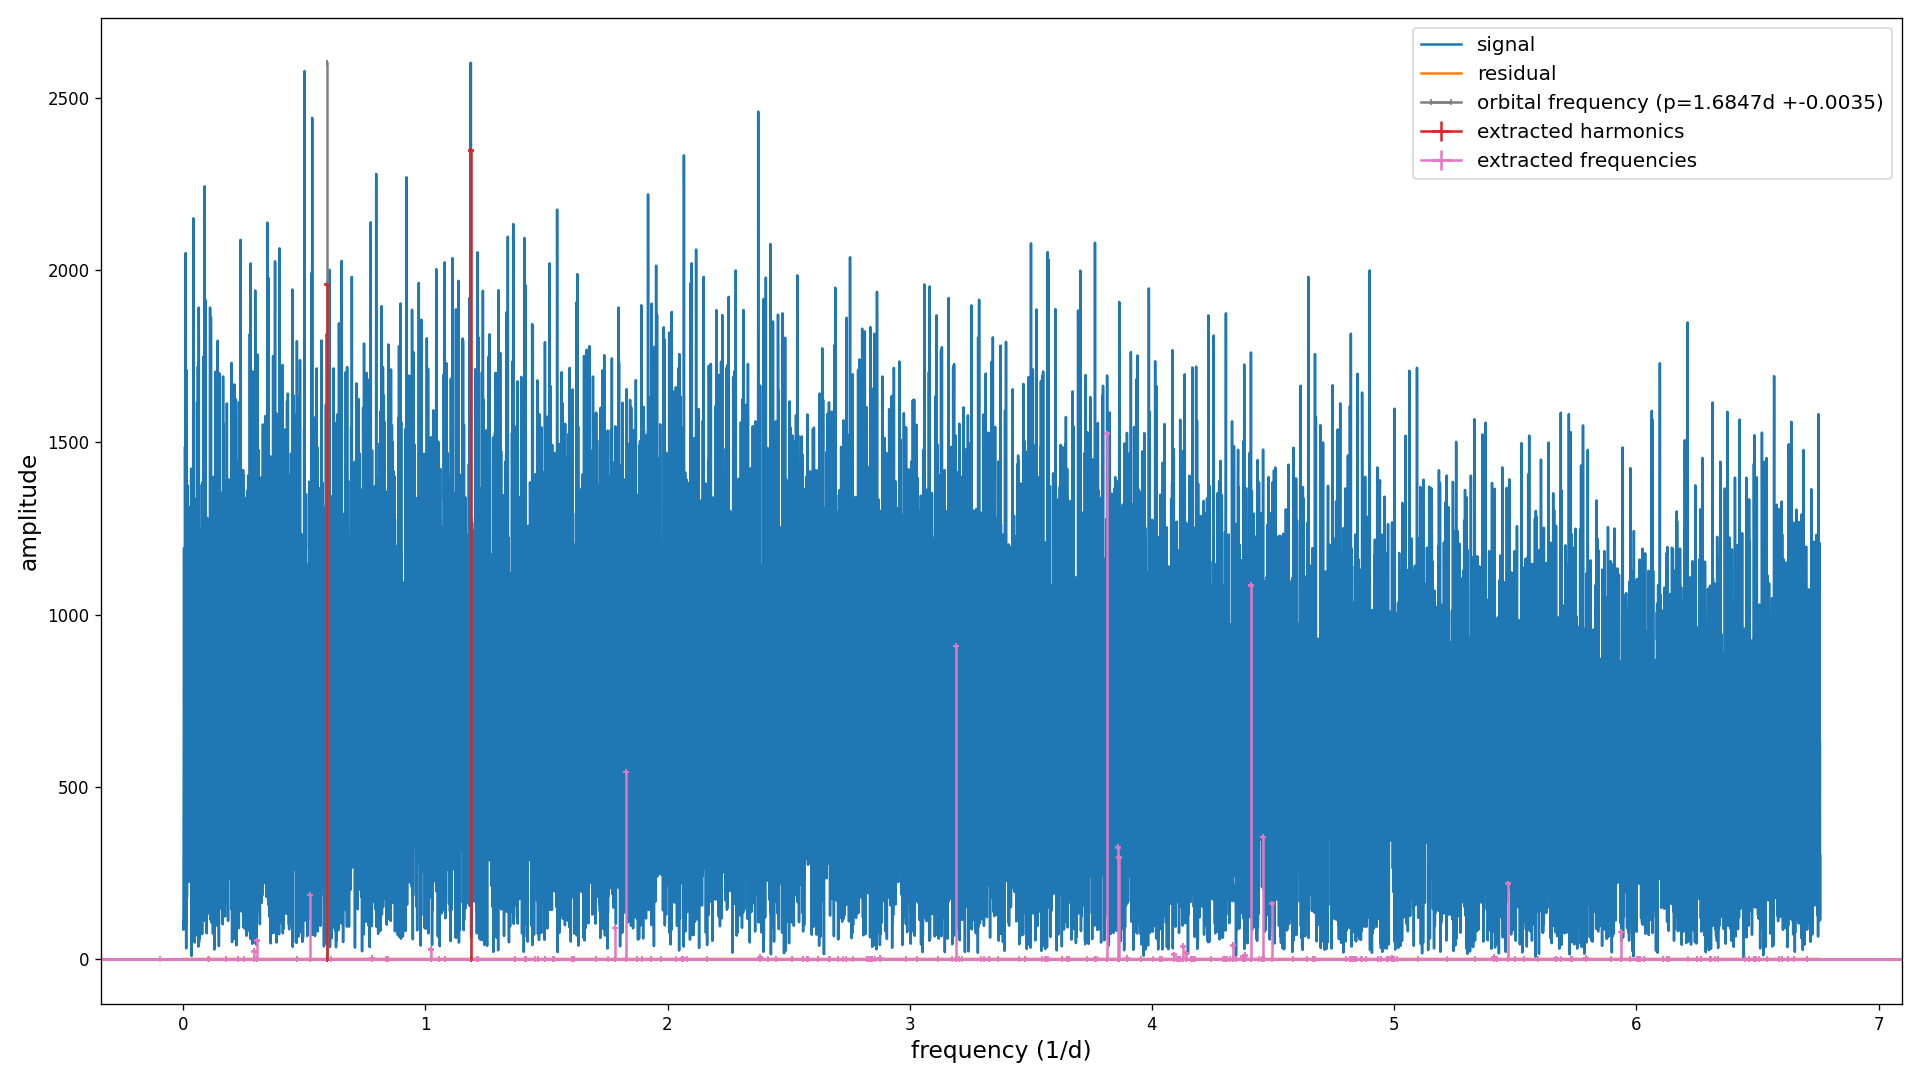 signal
residual
orbital frequency (p=1.6847d +-0.0035)
extracted harmonics
extracted frequencies
amplitude
2500
2000
1500
1000
500
0
0 1 2 3 4 5 6 7
frequency (1/d)